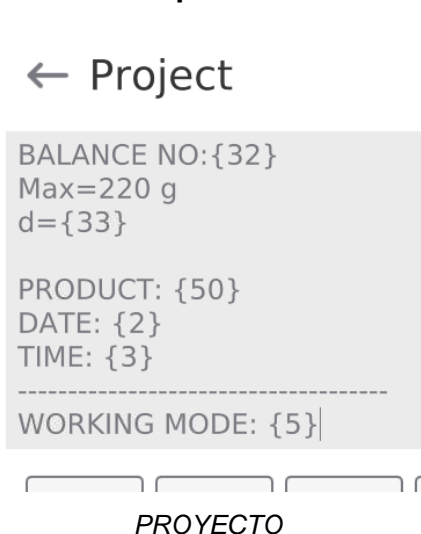 ← Project
BALANCE NO:{32}
Max=220 g
d={33}
PRODUCT: {50}
DATE: {2}
TIME: {3}
-------------------------------------
WORKING MODE: {5}
PROYECTO